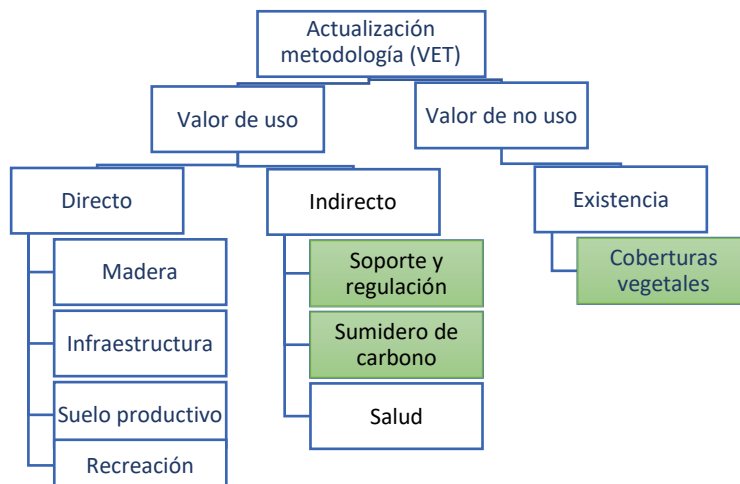 Actualización
metodología (VET)
Valor de uso
Valor de no uso
Directo
Indirecto
Existencia
Madera
Infraestructura
Suelo productivo
Recreación
Soporte y
regulación
Sumidero de
carbono
Salud
Coberturas
vegetales